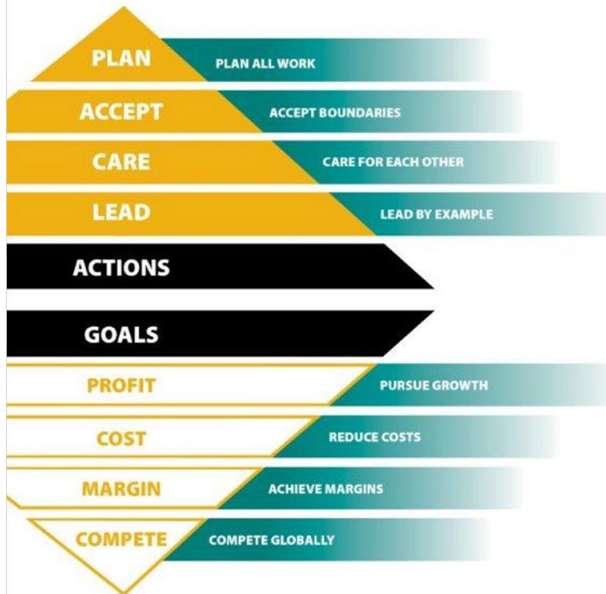 PLAN
PLAN ALL WORK
ACCEPT
ACCEPT BOUNDARIES
CARE
CARE FOR EACH OTHER
LEAD
LEAD BY EXAMPLE
ACTIONS
GOALS
PROFIT
PURSUE GROWTH
COST
REDUCE COSTS
MARGIN
ACHIEVE MARGINS
COMPETE
COMPETE GLOBALLY